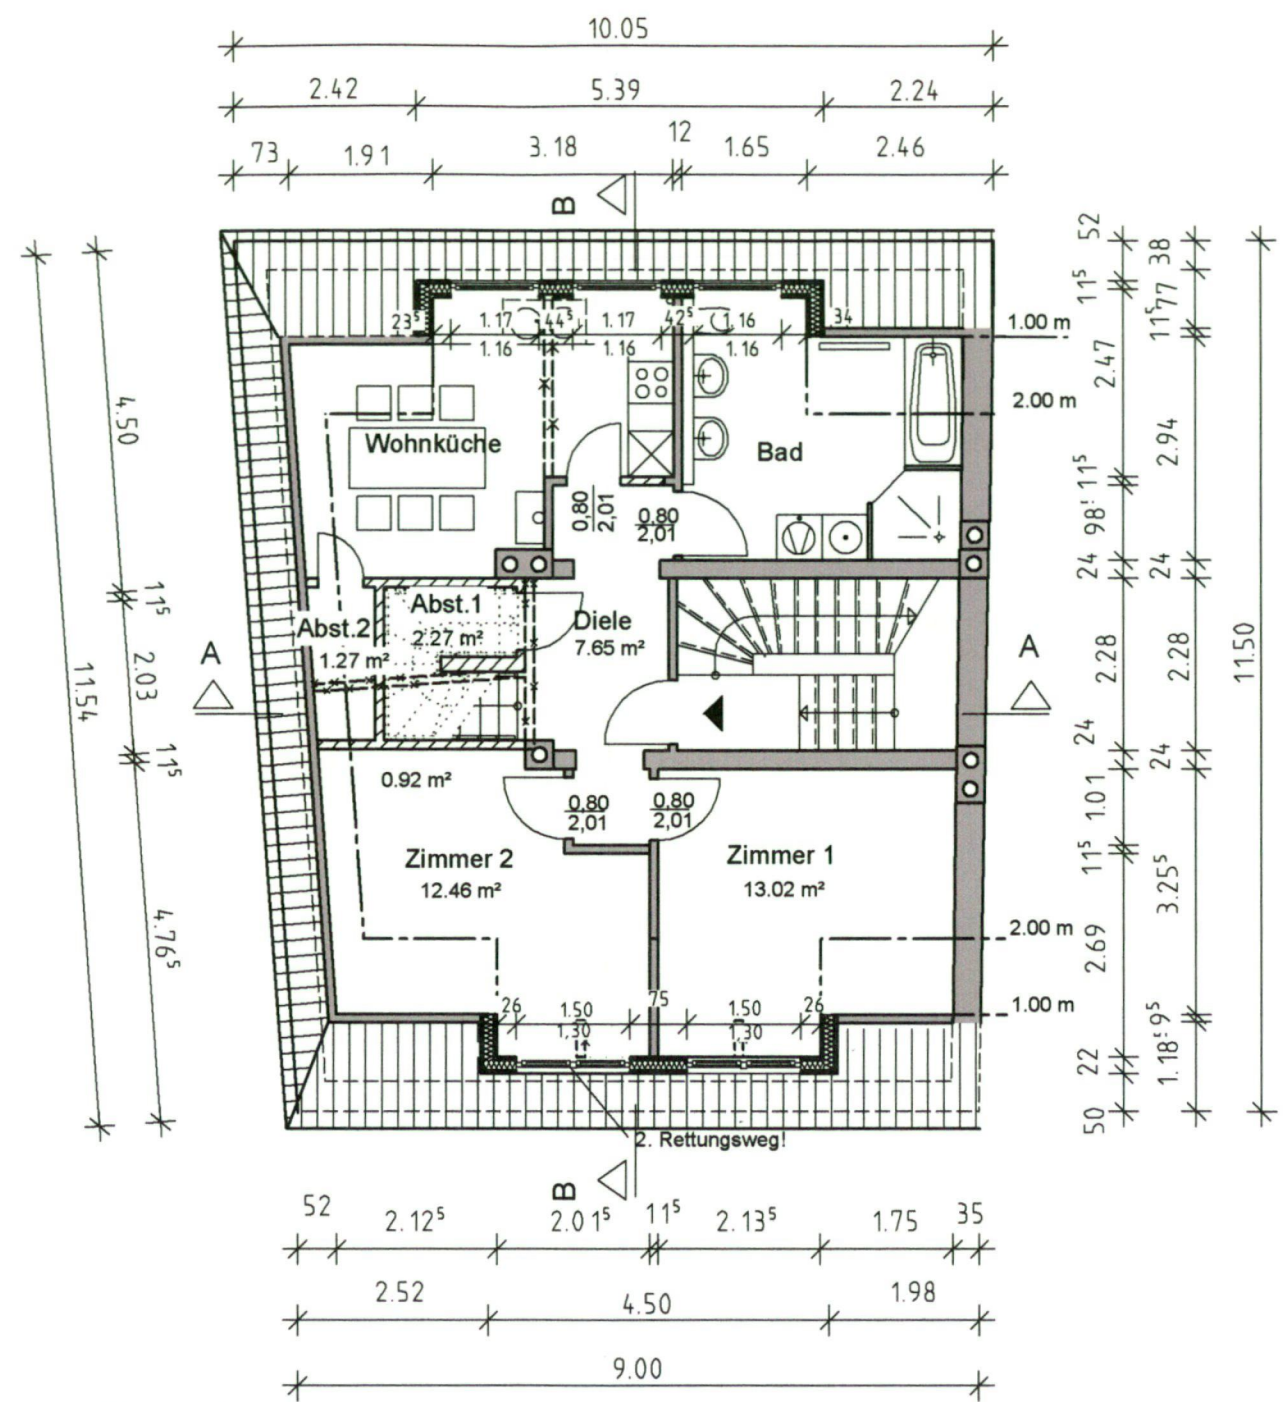 10.05
2.42 5.39 2.24
73 1.91 3.18 12 1.65 2.46
B
52
38
11⁵
77
11⁵
23⁵ 1.17 44⁵ 1.17 42⁵ 1.16 34
1.16 1.16 1.16
1.00 m
2.47
2.00 m
4.50
Wohnküche
Bad
2.94
11⁵
0,80
2,01
0,80
2,01
98⁵
24 24
11⁵
Abst.1
2.27 m²
Abst.2
1.27 m²
Diele
7.65 m²
A A
2.03
2.28 2.28
11.54
11.50
24
24
11⁵
0.92 m²
1.01
0,80
2,01
0,80
2,01
Zimmer 2
12.46 m²
Zimmer 1
13.02 m²
11⁵
3.25⁵
4.76⁵
2.00 m
2.69
26 1.50 75 1.50 26
1,30 1,30
1.00 m
9⁵
22
1.18⁵
50
2. Rettungsweg!
B
52 2.12⁵ 2.01⁵ 11⁵ 2.13⁵ 1.75 35
2.52 4.50 1.98
9.00